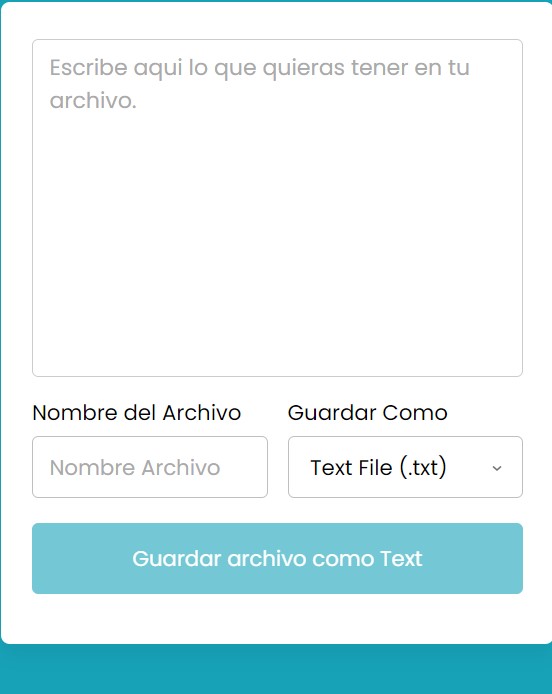 Escribe aqui lo que quieras tener en tu
archivo.
Nombre del Archivo
Guardar Como
Nombre Archivo
Text File (.txt)
Guardar archivo como Text